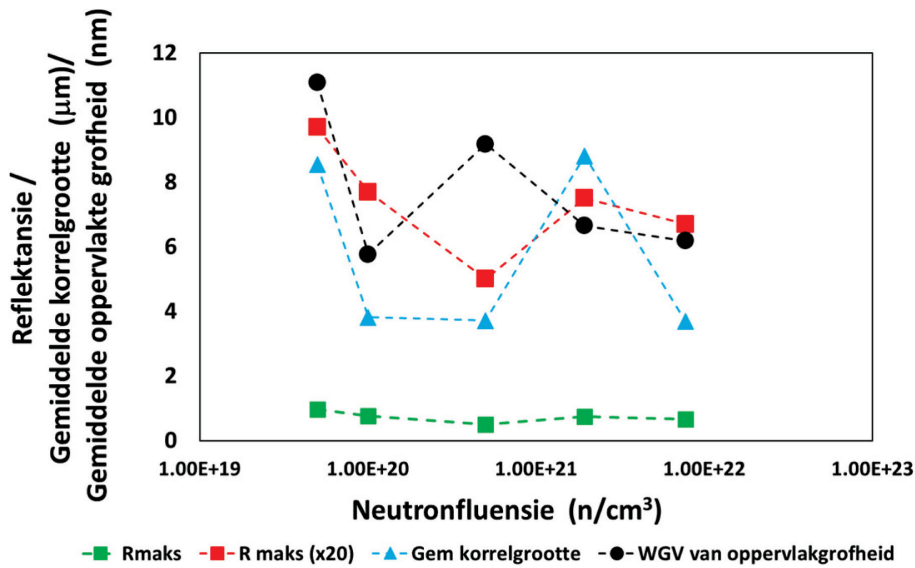 Reflektansie /
Gemiddelde korrelgrootte (μm)/
Gemiddelde oppervlakte grofheid (nm)
12
10
8
6
4
2
0
1.00E+19 1.00E+20 1.00E+21 1.00E+22 1.00E+23
Neutronfluensie (n/cm³)
Rmaks R maks (x20) Gem korrelgrootte WGV van oppervlakgrofheid